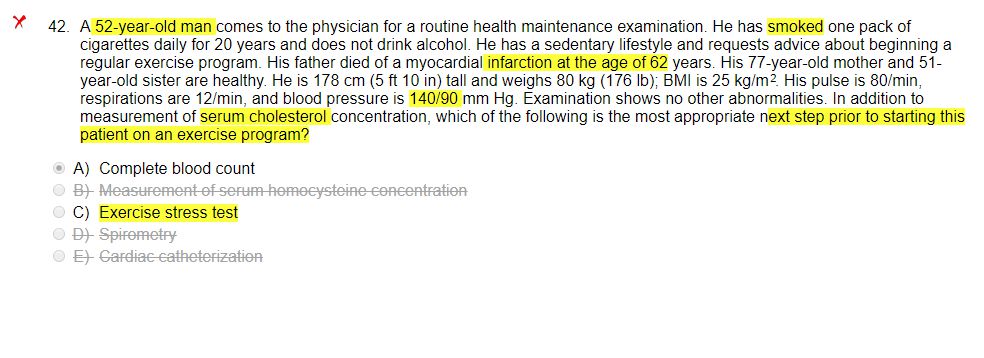 42. A 52-year-old man comes to the physician for a routine health maintenance examination. He has smoked one pack of
cigarettes daily for 20 years and does not drink alcohol. He has a sedentary lifestyle and requests advice about beginning a
regular exercise program. His father died of a myocardial infarction at the age of 62 years. His 77-year-old mother and 51-
year-old sister are healthy. He is 178 cm (5 ft 10 in) tall and weighs 80 kg (176 lb); BMI is 25 kg/m². His pulse is 80/min,
respirations are 12/min, and blood pressure is 140/90 mm Hg. Examination shows no other abnormalities. In addition to
measurement of serum cholesterol concentration, which of the following is the most appropriate next step prior to starting this
patient on an exercise program?
A) Complete blood count
B) Measurement of serum homocysteine concentration
C) Exercise stress test
D) Spirometry
E) Cardiac catheterization